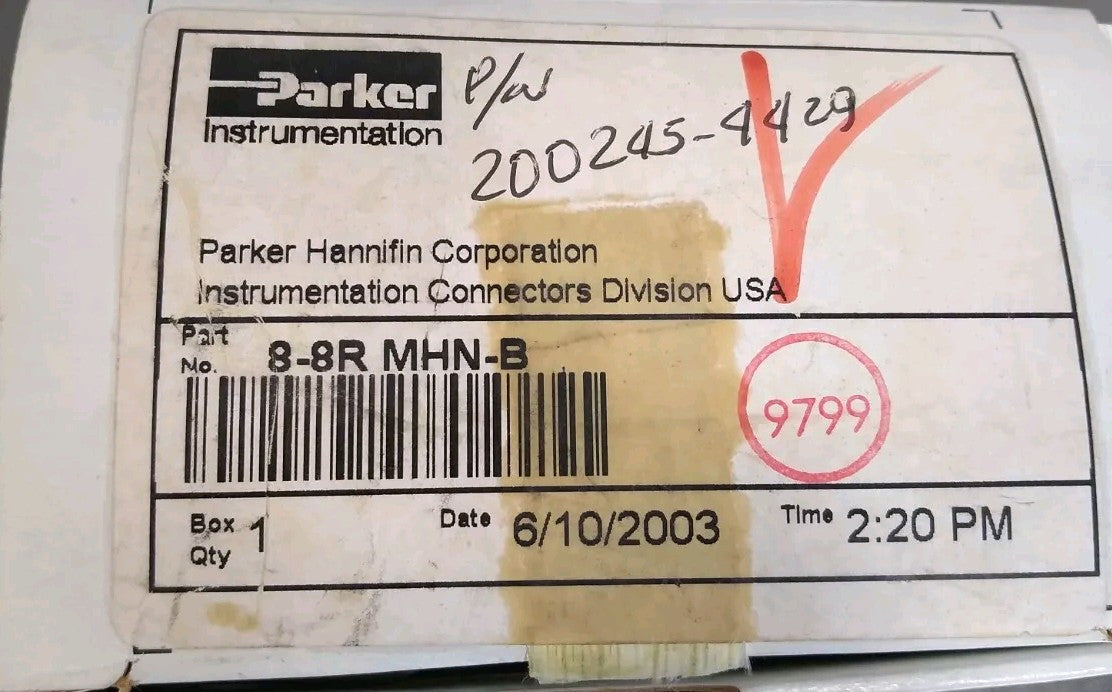 Parker
Instrumentation
P/N
200245-4429
Parker Hannifin Corporation
Instrumentation Connectors Division USA
Part
No. 8-8R MHN-B
9799
Box
Qty 1
Date 6/10/2003
Time 2:20 PM